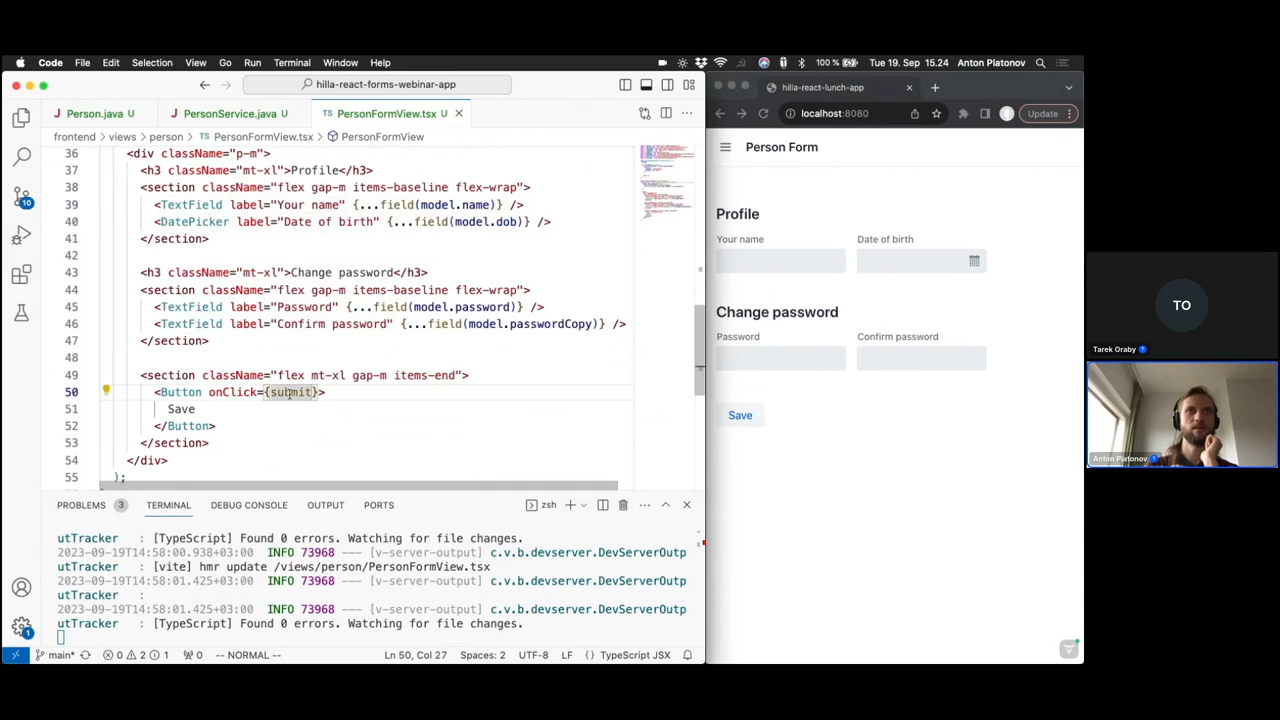 Code File Edit Selection View Go Run Terminal Window Help 100 % Tue 19. Sep 15.24 Anton Platonov
hilla-react-forms-webinar-app
Person.java U PersonService.java U PersonFormView.tsx U
frontend > views > person > PersonFormView.tsx > PersonFormView
36 <div className="p-m">
37 <h3 className="mt-xl">Profile</h3>
38 <section className="flex gap-m items-baseline flex-wrap">
39 <TextField label="Your name" {...field(model.name)} />
40 <DatePicker label="Date of birth" {...field(model.dob)} />
41 </section>
42
43 <h3 className="mt-xl">Change password</h3>
44 <section className="flex gap-m items-baseline flex-wrap">
45 <TextField label="Password" {...field(model.password)} />
46 <TextField label="Confirm password" {...field(model.passwordCopy)} />
47 </section>
48
49 <section className="flex mt-xl gap-m items-end">
50 <Button onClick={submit}>
51 Save
52 </Button>
53 </section>
54 </div>
55 );
PROBLEMS 3 TERMINAL DEBUG CONSOLE OUTPUT PORTS zsh
utTracker : [TypeScript] Found 0 errors. Watching for file changes.
2023-09-19T14:58:00.938+03:00 INFO 73968 --- [v-server-output] c.v.b.devserver.DevServerOutp
utTracker : [vite] hmr update /views/person/PersonFormView.tsx
2023-09-19T14:58:01.425+03:00 INFO 73968 --- [v-server-output] c.v.b.devserver.DevServerOutp
utTracker :
2023-09-19T14:58:01.425+03:00 INFO 73968 --- [v-server-output] c.v.b.devserver.DevServerOutp
utTracker : [TypeScript] Found 0 errors. Watching for file changes.
10
1
main* 0 2 1 0 -- NORMAL -- Ln 50, Col 27 Spaces: 2 UTF-8 LF TypeScript JSX
hilla-react-lunch-app
localhost:8080 Update
Person Form
Profile
Your name Date of birth
Change password
Password Confirm password
Save
TO
Tarek Oraby
Anton Platonov